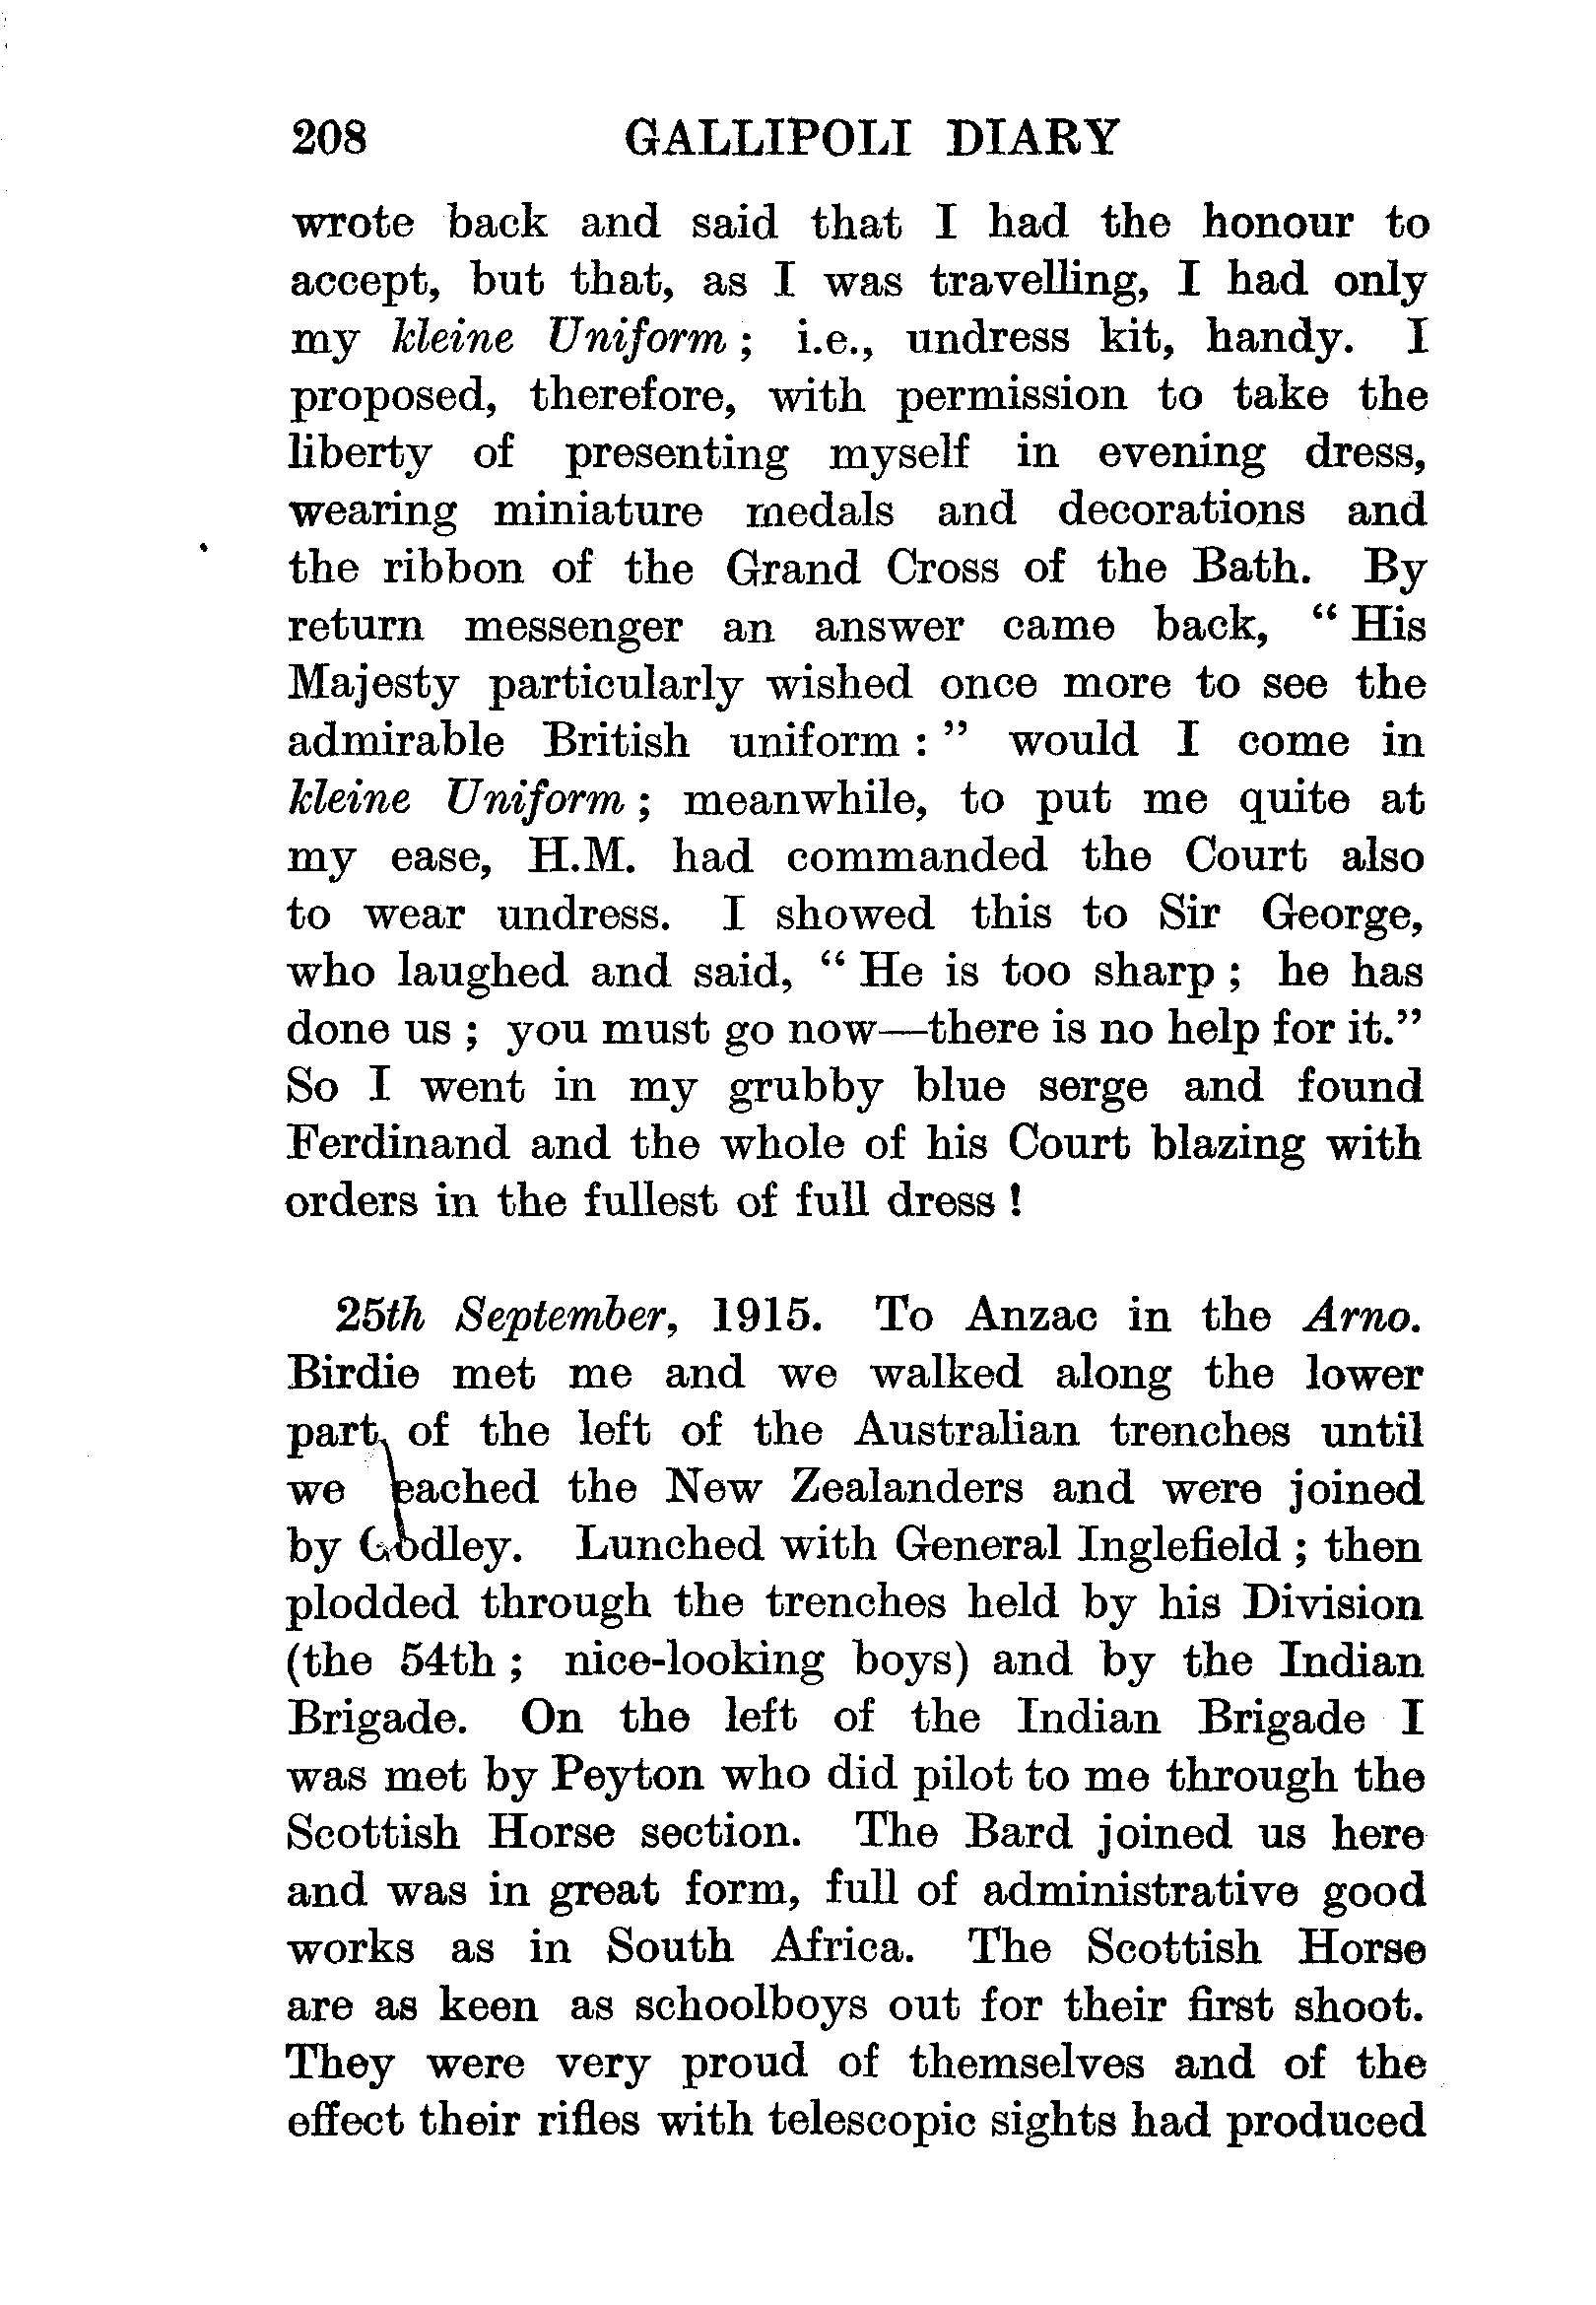 208 GALLIPOLI DIARY
wrote back and said that I had the honour to
accept, but that, as I was travelling, I had only
my kleine Uniform ; i.e., undress kit, handy. I
proposed, therefore, with permission to take the
liberty of presenting myself in evening dress,
wearing miniature medals and decorations and
the ribbon of the Grand Cross of the Bath. By
return messenger an answer came back, “ His
Majesty particularly wished once more to see the
admirable British uniform : ” would I come in
kleine Uniform ; meanwhile, to put me quite at
my ease, H.M. had commanded the Court also
to wear undress. I showed this to Sir George,
who laughed and said, “ He is too sharp ; he has
done us ; you must go now—there is no help for it.”
So I went in my grubby blue serge and found
Ferdinand and the whole of his Court blazing with
orders in the fullest of full dress !
25th September, 1915. To Anzac in the Arno.
Birdie met me and we walked along the lower
part of the left of the Australian trenches until
we reached the New Zealanders and were joined
by Godley. Lunched with General Inglefield ; then
plodded through the trenches held by his Division
(the 54th ; nice-looking boys) and by the Indian
Brigade. On the left of the Indian Brigade I
was met by Peyton who did pilot to me through the
Scottish Horse section. The Bard joined us here
and was in great form, full of administrative good
works as in South Africa. The Scottish Horse
are as keen as schoolboys out for their first shoot.
They were very proud of themselves and of the
effect their rifles with telescopic sights had produced